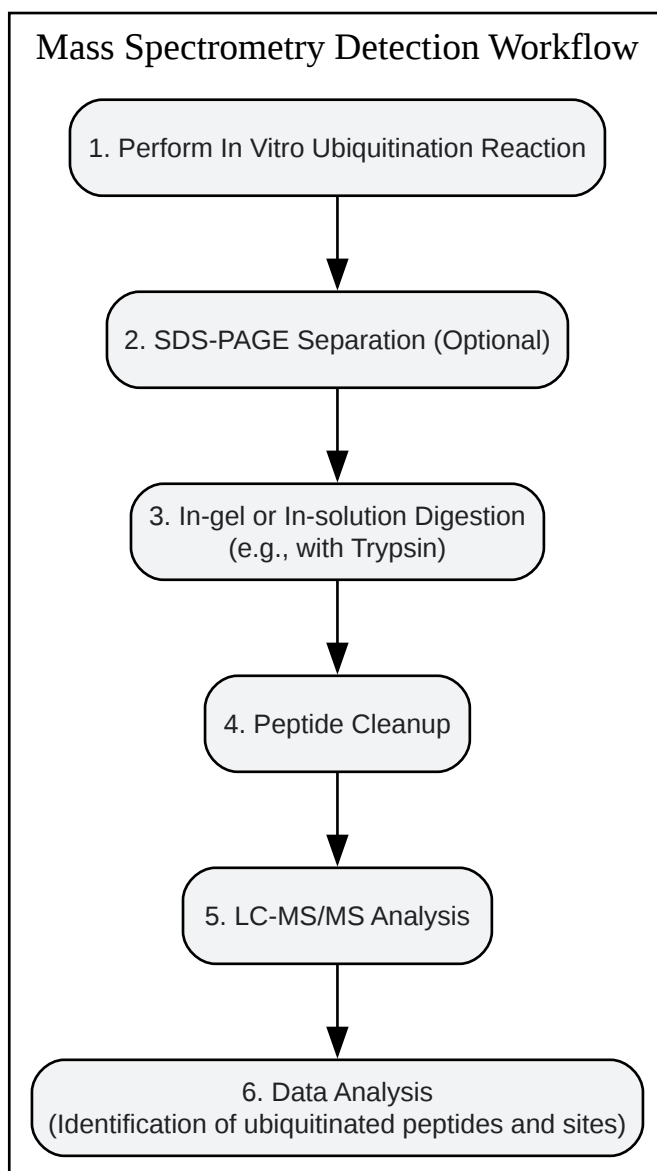 Mass Spectrometry Detection Workflow
1. Perform In Vitro Ubiquitination Reaction
2. SDS-PAGE Separation (Optional)
3. In-gel or In-solution Digestion
(e.g., with Trypsin)
4. Peptide Cleanup
5. LC-MS/MS Analysis
6. Data Analysis
(Identification of ubiquitinated peptides and sites)